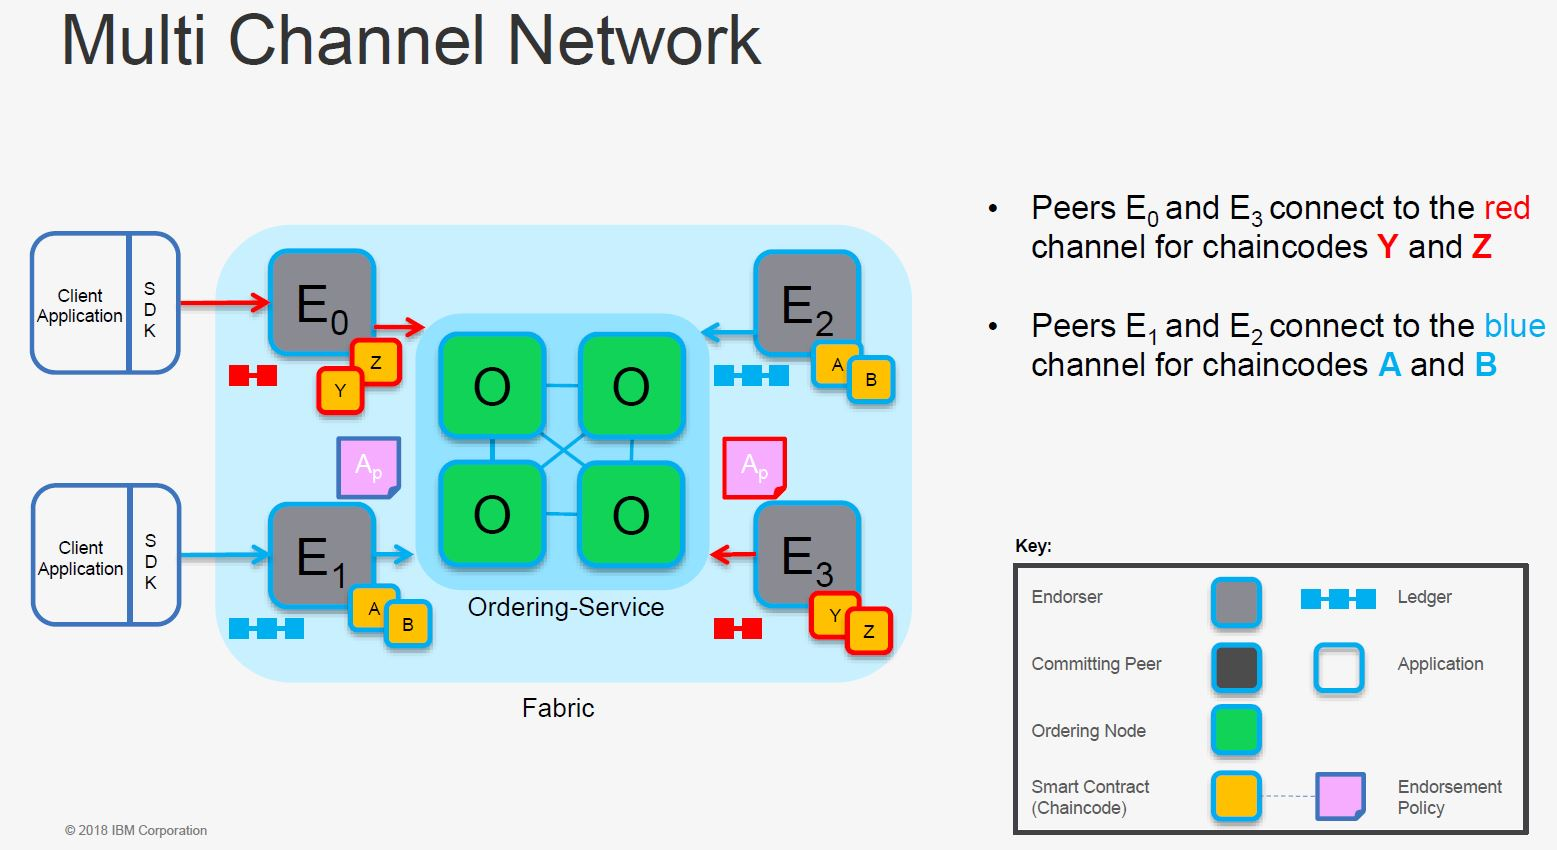 Multi Channel Network
Client
Application
S
D
K
E0
Z
Y
Ap
Client
Application
S
D
K
E1
A
B
O
O
O
O
Ordering-Service
E2
A
B
Ap
E3
Y
Z
Fabric
• Peers E0 and E3 connect to the red
channel for chaincodes Y and Z
• Peers E1 and E2 connect to the blue
channel for chaincodes A and B
Key:
Endorser
Ledger
Committing Peer
Application
Ordering Node
Smart Contract
(Chaincode)
Endorsement
Policy
© 2018 IBM Corporation